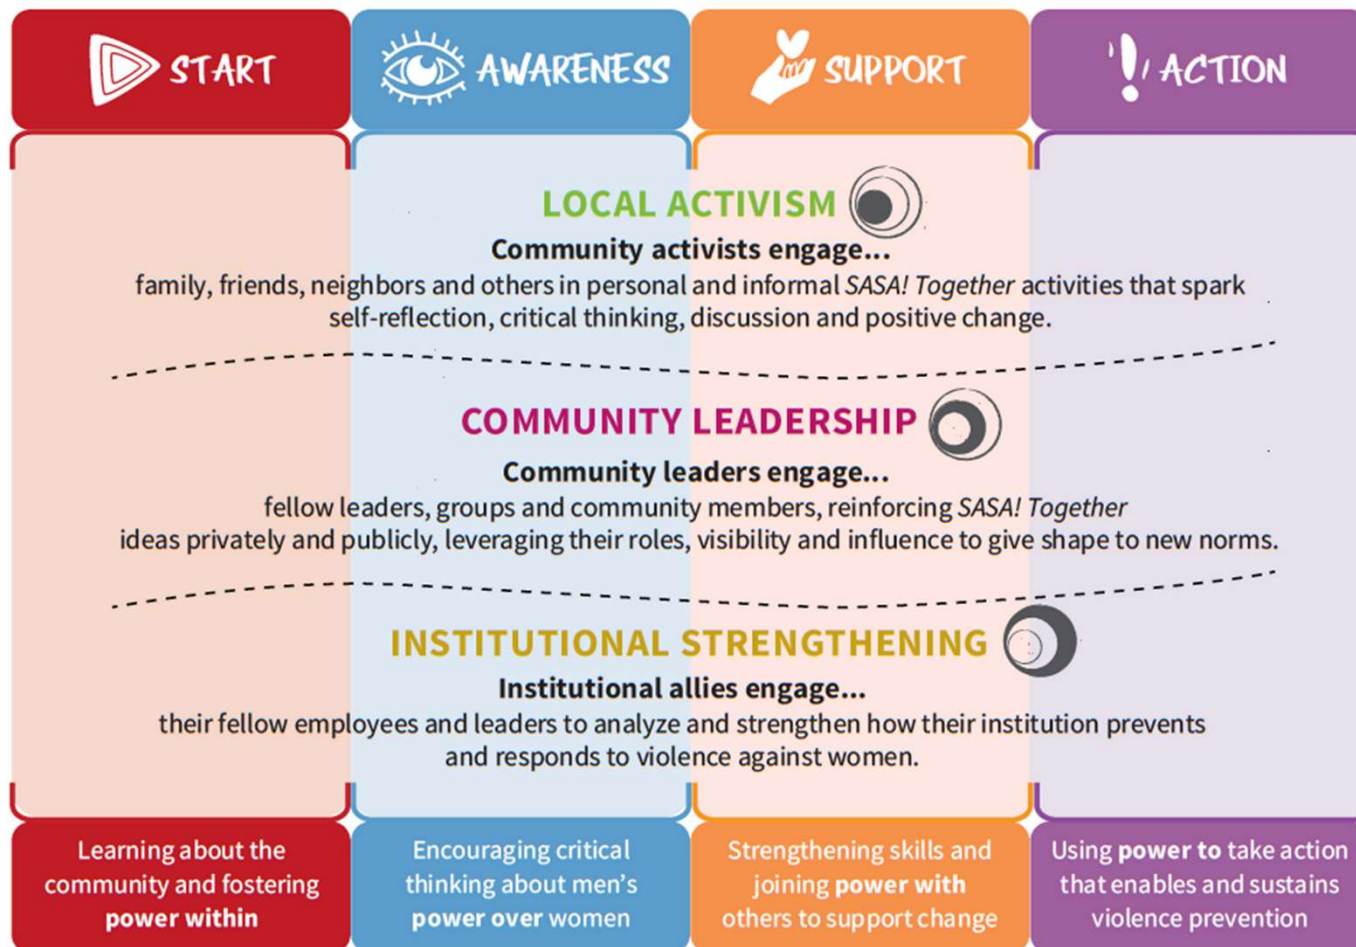 START
AWARENESS
SUPPORT
ACTION
LOCAL ACTIVISM
Community activists engage...
family, friends, neighbors and others in personal and informal SASA! Together activities that spark
self-reflection, critical thinking, discussion and positive change.
COMMUNITY LEADERSHIP
Community leaders engage...
fellow leaders, groups and community members, reinforcing SASA! Together
ideas privately and publicly, leveraging their roles, visibility and influence to give shape to new norms.
INSTITUTIONAL STRENGTHENING
Institutional allies engage...
their fellow employees and leaders to analyze and strengthen how their institution prevents
and responds to violence against women.
Learning about the
community and fostering
power within
Encouraging critical
thinking about men's
power over women
Strengthening skills and
joining power with
others to support change
Using power to take action
that enables and sustains
violence prevention